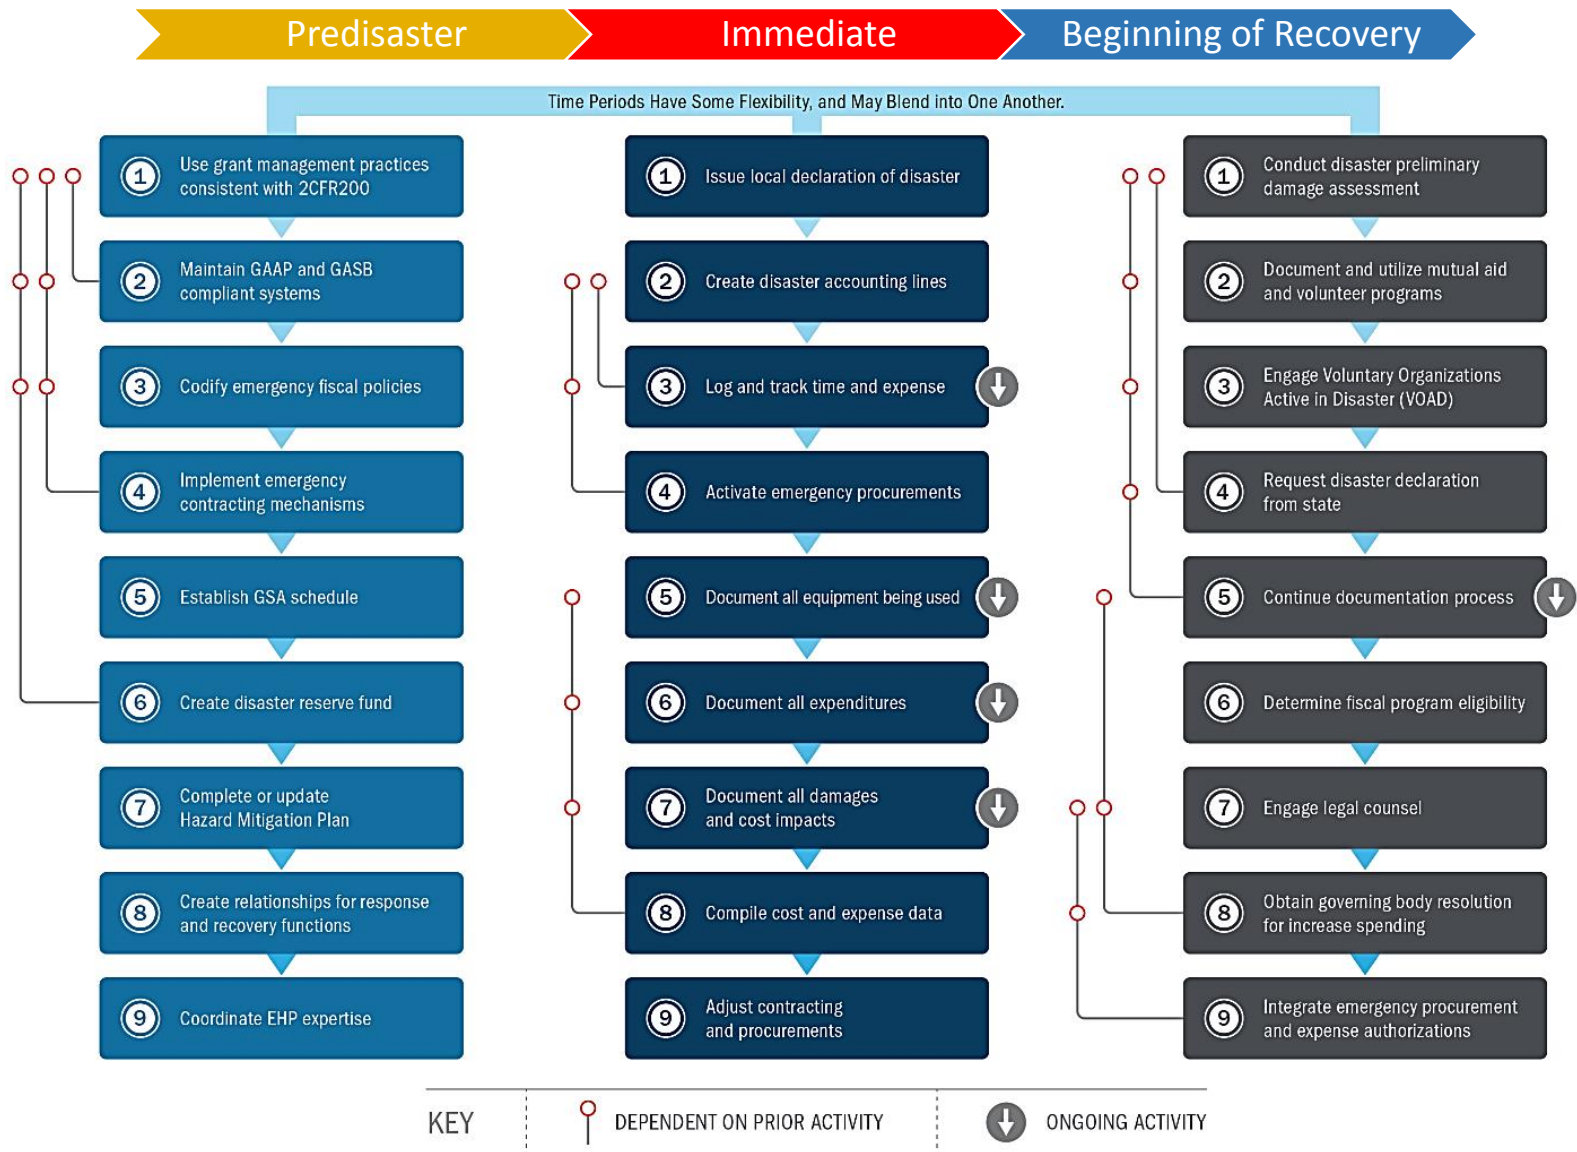 Predisaster
Immediate
Beginning of Recovery
Time Periods Have Some Flexibility, and May Blend into One Another.
1
Use grant management practices
consistent with 2CFR200
2
Maintain GAAP and GASB
compliant systems
3
Codify emergency fiscal policies
4
Implement emergency
contracting mechanisms
5
Establish GSA schedule
6
Create disaster reserve fund
7
Complete or update
Hazard Mitigation Plan
8
Create relationships for response
and recovery functions
9
Coordinate EHP expertise
1
Issue local declaration of disaster
2
Create disaster accounting lines
3
Log and track time and expense
4
Activate emergency procurements
5
Document all equipment being used
6
Document all expenditures
7
Document all damages
and cost impacts
8
Compile cost and expense data
9
Adjust contracting
and procurements
1
Conduct disaster preliminary
damage assessment
2
Document and utilize mutual aid
and volunteer programs
3
Engage Voluntary Organizations
Active in Disaster (VOAD)
4
Request disaster declaration
from state
5
Continue documentation process
6
Determine fiscal program eligibility
7
Engage legal counsel
8
Obtain governing body resolution
for increase spending
9
Integrate emergency procurement
and expense authorizations
KEY
DEPENDENT ON PRIOR ACTIVITY
ONGOING ACTIVITY